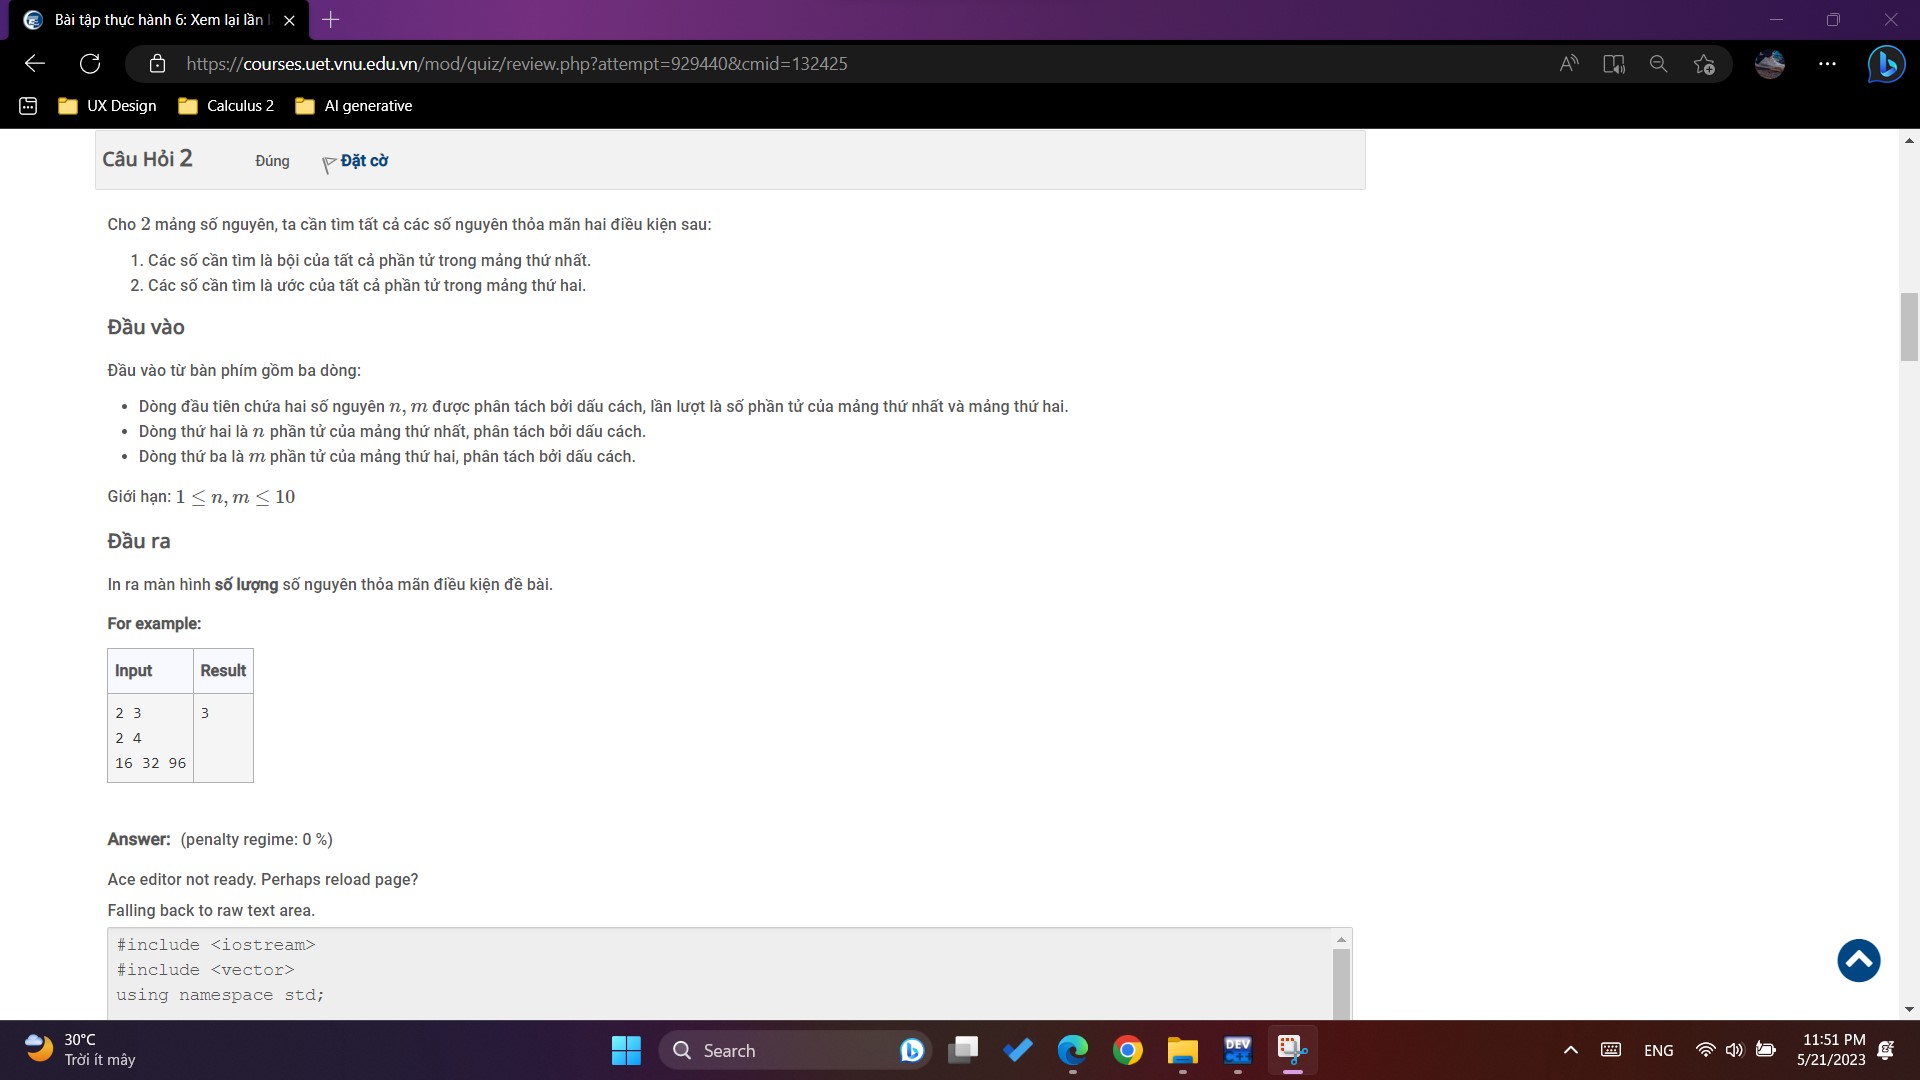 Bài tập thực hành 6: Xem lại lần
https://courses.uet.vnu.edu.vn/mod/quiz/review.php?attempt=929440&cmid=132425
UX Design Calculus 2 AI generative
Câu Hỏi 2 Đúng Đặt cờ
Cho 2 mảng số nguyên, ta cần tìm tất cả các số nguyên thỏa mãn hai điều kiện sau:
1. Các số cần tìm là bội của tất cả phần tử trong mảng thứ nhất.
2. Các số cần tìm là ước của tất cả phần tử trong mảng thứ hai.
Đầu vào
Đầu vào từ bàn phím gồm ba dòng:
• Dòng đầu tiên chứa hai số nguyên n, m được phân tách bởi dấu cách, lần lượt là số phần tử của mảng thứ nhất và mảng thứ hai.
• Dòng thứ hai là n phần tử của mảng thứ nhất, phân tách bởi dấu cách.
• Dòng thứ ba là m phần tử của mảng thứ hai, phân tách bởi dấu cách.
Giới hạn: 1 ≤ n, m ≤ 10
Đầu ra
In ra màn hình số lượng số nguyên thỏa mãn điều kiện đề bài.
For example:
Input Result
2 3 3
2 4
16 32 96
Answer: (penalty regime: 0 %)
Ace editor not ready. Perhaps reload page?
Falling back to raw text area.
#include <iostream>
#include <vector>
using namespace std;
30°C
Trời ít mây
Search
DEV
ENG
11:51 PM
5/21/2023